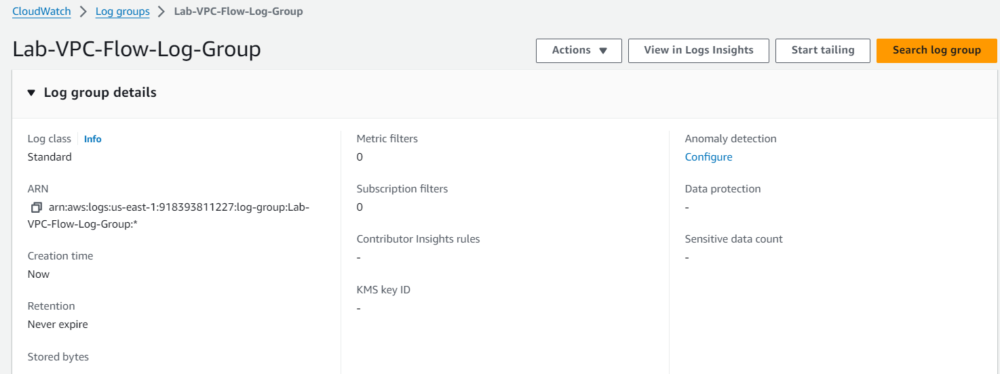 CloudWatch > Log groups > Lab-VPC-Flow-Log-Group
Lab-VPC-Flow-Log-Group
Actions View in Logs Insights Start tailing Search log group
Log group details
Log class Info
Standard
ARN
arn:aws:logs:us-east-1:918393811227:log-group:Lab-
VPC-Flow-Log-Group:*
Creation time
Now
Retention
Never expire
Stored bytes
Metric filters
0
Subscription filters
0
Contributor Insights rules
-
KMS key ID
-
Anomaly detection
Configure
Data protection
-
Sensitive data count
-